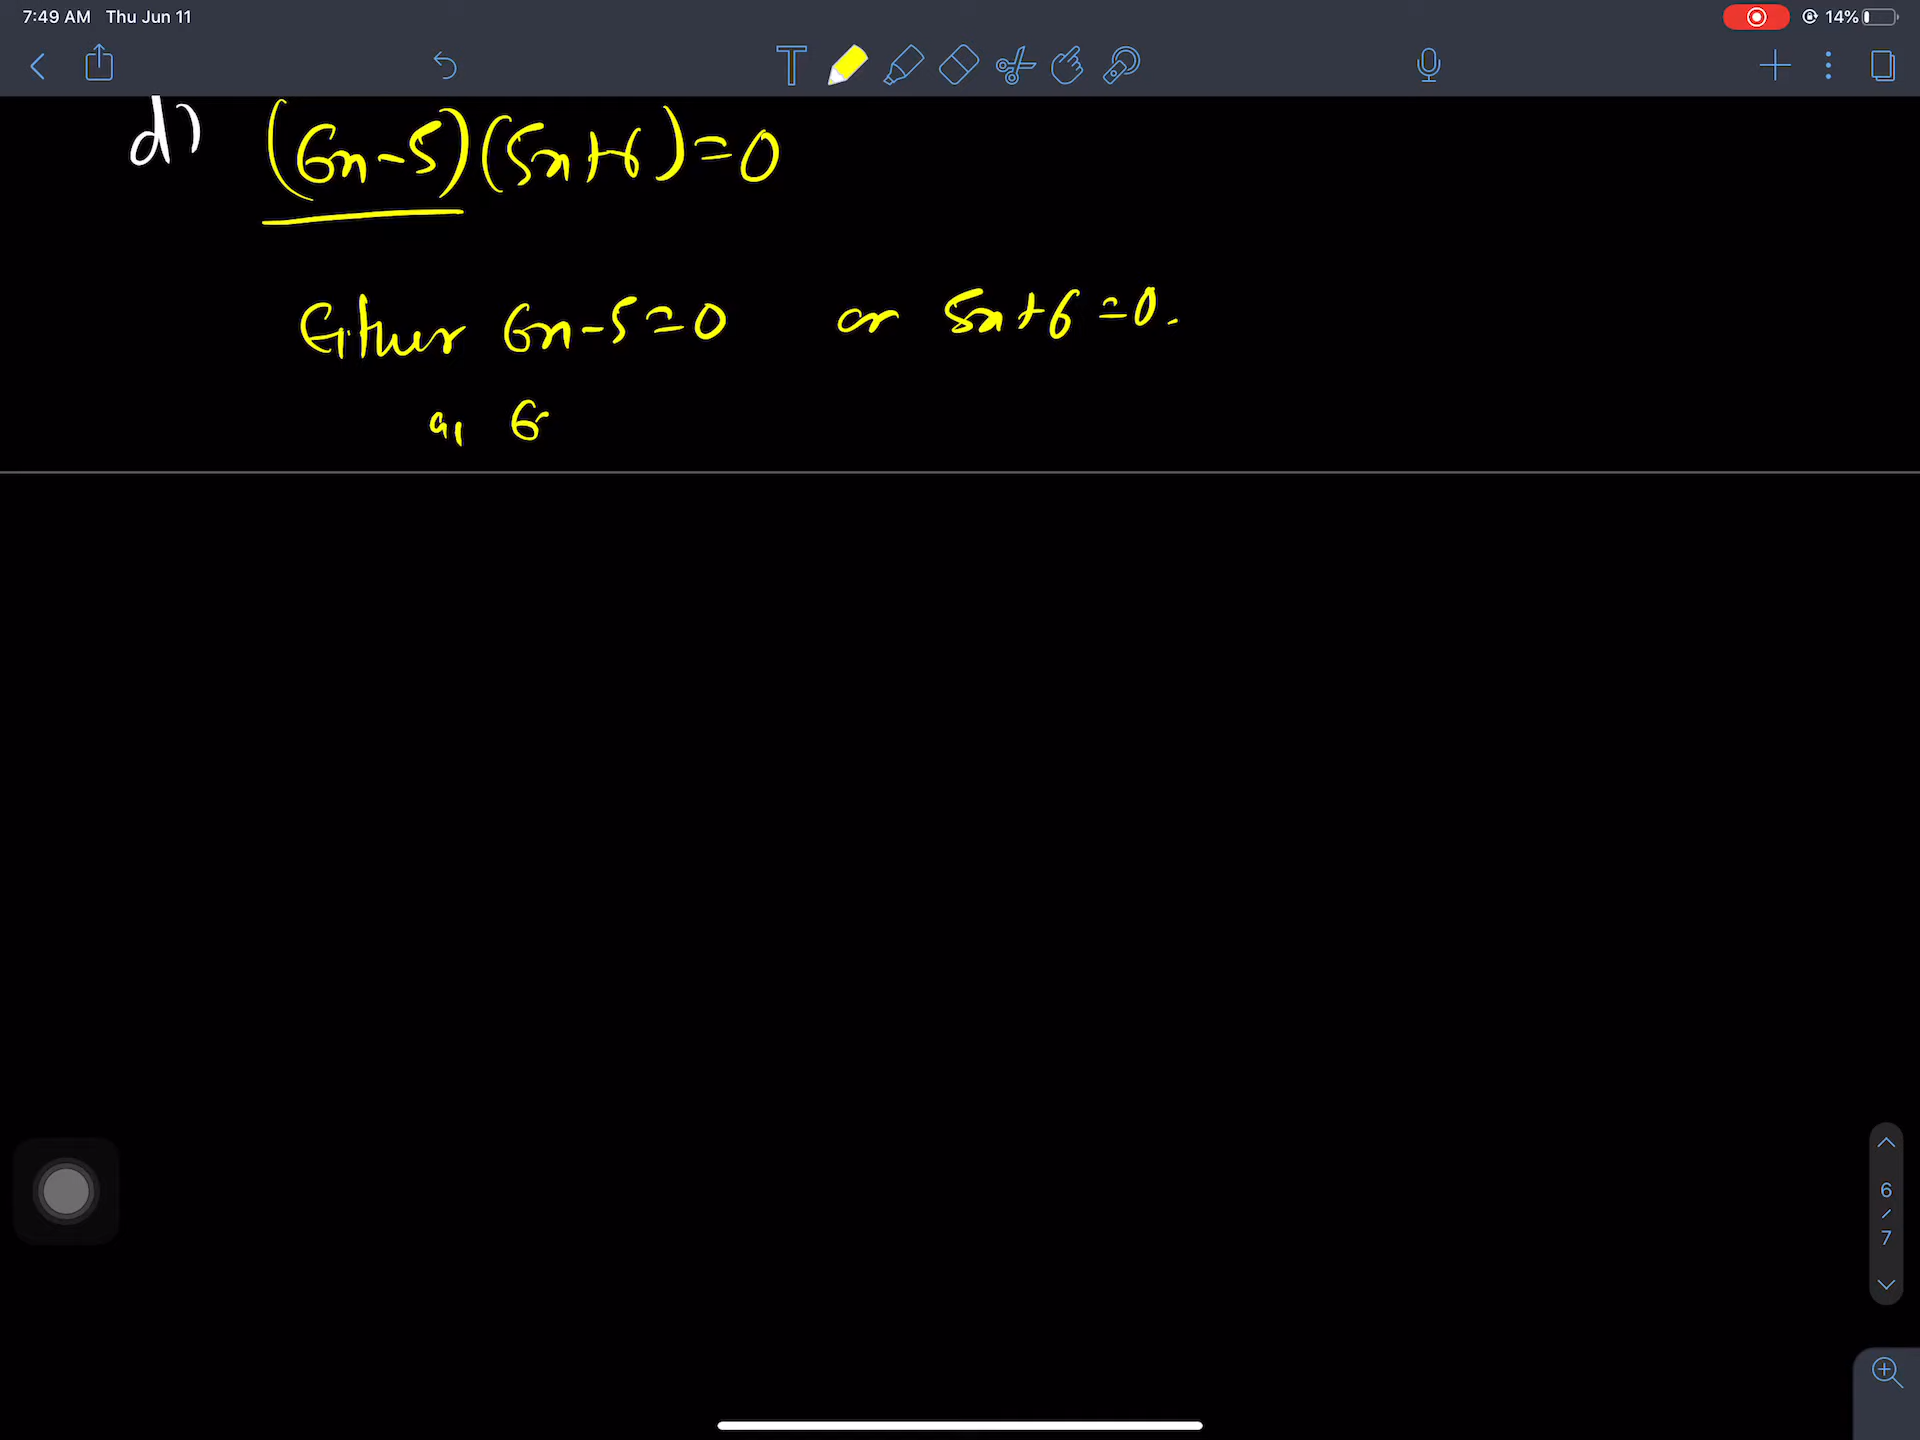 7:49 AM Thu Jun 11
14%
d) (6x-5)(5x+6)=0
Either 6x-5=0 or 5x+6=0.
a, 6
6
/
7